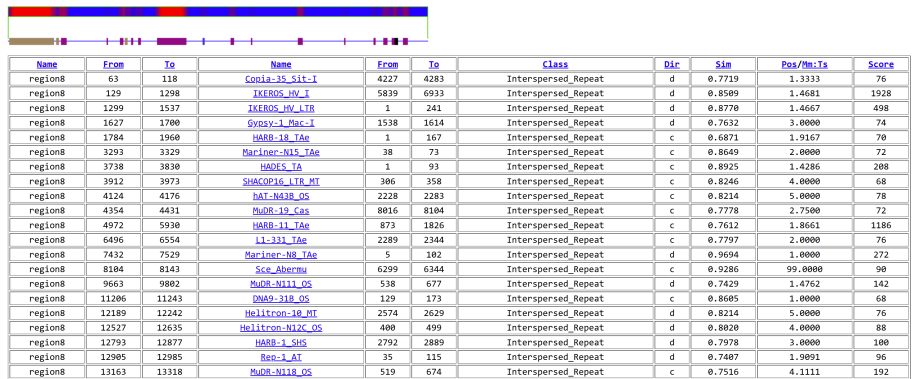 Name From To Name From To Class Dir Sim Pos/Mm:Ts Score
region8 63 118 Copia-35_Sit-I 4227 4283 Interspersed_Repeat d 0.7719 1.3333 76
region8 129 1298 IKEROS_HV_I 5839 6933 Interspersed_Repeat d 0.8509 1.4681 1928
region8 1299 1537 IKEROS_HV_LTR 1 241 Interspersed_Repeat d 0.8770 1.4667 498
region8 1627 1700 Gypsy-1_Mac-I 1538 1614 Interspersed_Repeat d 0.7632 3.0000 74
region8 1784 1960 HARB-18_TAe 1 167 Interspersed_Repeat c 0.6871 1.9167 70
region8 3293 3329 Mariner-N15_TAe 38 73 Interspersed_Repeat c 0.8649 2.0000 72
region8 3738 3830 HADES_TA 1 93 Interspersed_Repeat c 0.8925 1.4286 208
region8 3912 3973 SHACOP16_LTR_MT 306 358 Interspersed_Repeat c 0.8246 4.0000 68
region8 4124 4176 hAT-N43B_OS 2228 2283 Interspersed_Repeat c 0.8214 5.0000 78
region8 4354 4431 MuDR-19_Cas 8016 8104 Interspersed_Repeat c 0.7778 2.7500 72
region8 4972 5930 HARB-11_TAe 873 1826 Interspersed_Repeat c 0.7612 1.8661 1186
region8 6496 6554 L1-331_TAe 2289 2344 Interspersed_Repeat c 0.7797 2.0000 76
region8 7432 7529 Mariner-N8_TAe 5 102 Interspersed_Repeat d 0.9694 1.0000 272
region8 8104 8143 Sce_Abermu 6299 6344 Interspersed_Repeat c 0.9286 99.0000 90
region8 9663 9802 MuDR-N111_OS 538 677 Interspersed_Repeat d 0.7429 1.4762 142
region8 11206 11243 DNA9-31B_OS 129 173 Interspersed_Repeat c 0.8605 1.0000 68
region8 12189 12242 Helitron-10_MT 2574 2629 Interspersed_Repeat d 0.8214 5.0000 76
region8 12527 12635 Helitron-N12C_OS 400 499 Interspersed_Repeat d 0.8020 4.0000 88
region8 12793 12877 HARB-1_SHS 2792 2889 Interspersed_Repeat d 0.7978 3.0000 100
region8 12905 12985 Rep-1_AT 35 115 Interspersed_Repeat d 0.7407 1.9091 96
region8 13163 13318 MuDR-N118_OS 519 674 Interspersed_Repeat c 0.7516 4.1111 192